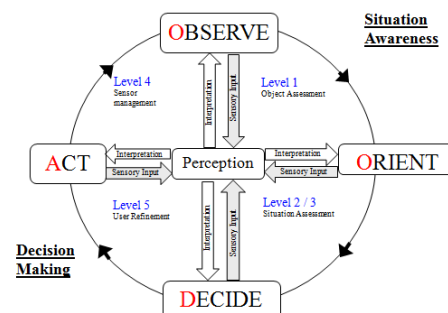 OBSERVE
Situation
Awareness
Level 4
Sensor
management
Interpretation
Sensory Input
Level 1
Object Assessment
ACT
Interpretation
Sensory Input
Perception
Interpretation
Sensory Input
ORIENT
Level 5
User Refinement
Interpretation
Sensory Input
Level 2 / 3
Situation Assessment
Decision
Making
DECIDE